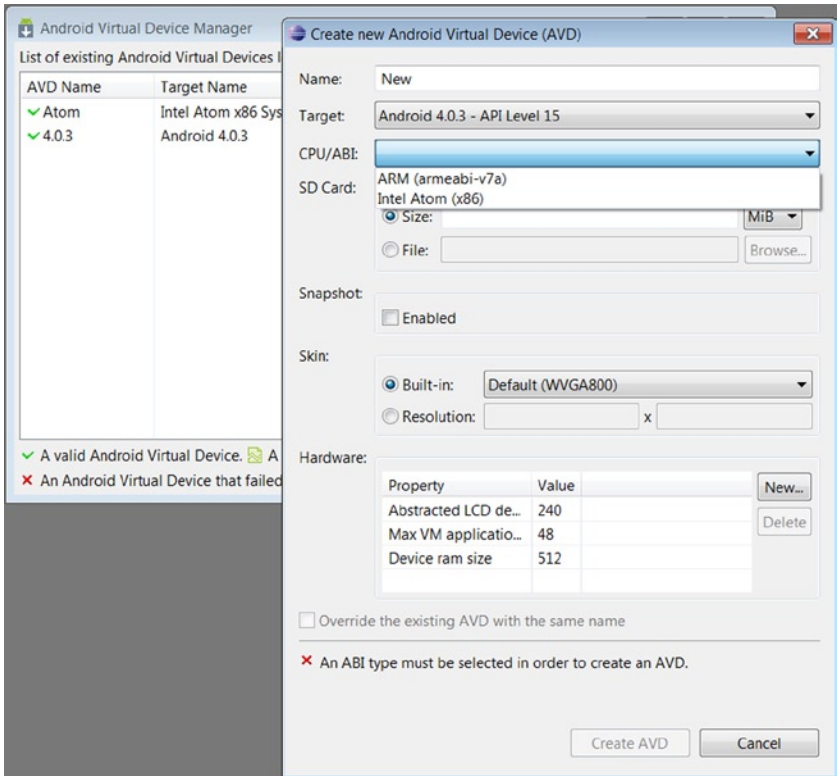 Android Virtual Device Manager
List of existing Android Virtual Devices
AVD Name Target Name
Atom Intel Atom x86 Sys
4.0.3 Android 4.0.3
A valid Android Virtual Device. A
An Android Virtual Device that failed
Create new Android Virtual Device (AVD)
Name: New
Target: Android 4.0.3 - API Level 15
CPU/ABI:
ARM (armeabi-v7a)
Intel Atom (x86)
SD Card:
Size: MiB
File: Browse...
Snapshot:
Enabled
Skin:
Built-in: Default (WVGA800)
Resolution: x
Hardware:
Property Value
New...
Abstracted LCD de... 240
Delete
Max VM applicatio... 48
Device ram size 512
Override the existing AVD with the same name
An ABI type must be selected in order to create an AVD.
Create AVD Cancel